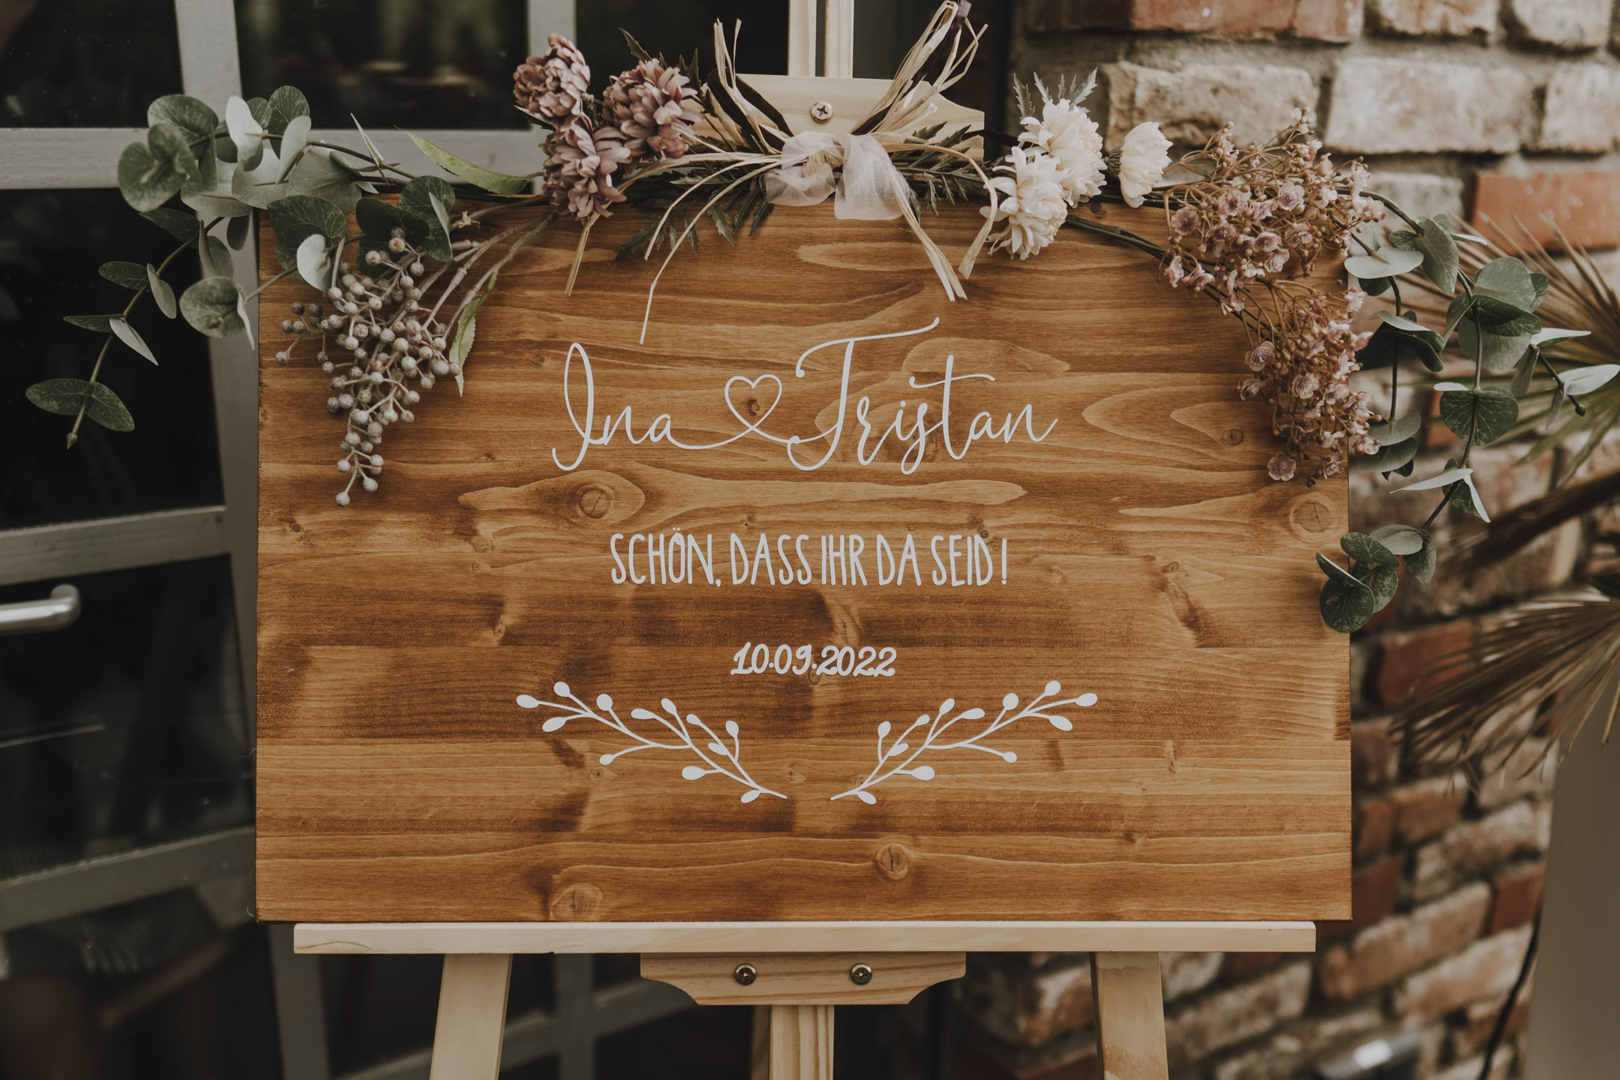 Ina ♡ Tristan
SCHÖN, DASS IHR DA SEID!
10.09.2022